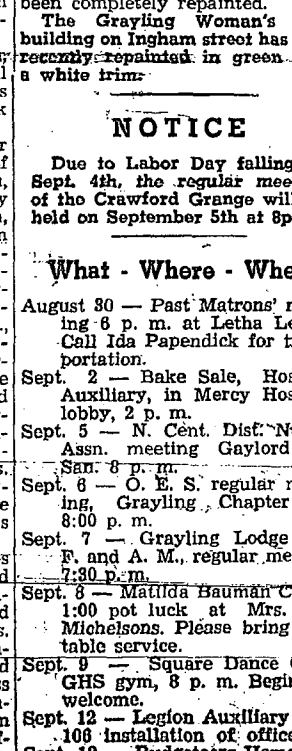 been completely repainted.
The Grayling Woman's
building on Ingham street has
recently repainted in green
a white trim.
NOTICE
Due to Labor Day falling
Sept. 4th, the regular mee
of the Crawford Grange wil
held on September 5th at 8p
What - Where - Whe
August 30 — Past Matrons'
ing 6 p. m. at Letha Le
Call Ida Papendick for t
portation.
Sept. 2 — Bake Sale, Hos
Auxiliary, in Mercy Hos
lobby, 2 p. m.
Sept. 5 — N. Cent. Dist. N
Assn. meeting Gaylord
San. 8 p. m.
Sept. 6 — O. E. S. regular
ing, Grayling Chapter
8:00 p. m.
Sept. 7 — Grayling Lodge
F. and A. M., regular me
7:30 p. m.
Sept. 8 — Matilda Bauman C
1:00 pot luck at Mrs.
Michelsons. Please bring
table service.
Sept. 9 — Square Dance
GHS gym, 8 p. m. Begin
welcome.
Sept. 12 — Legion Auxiliary
106 installation of office